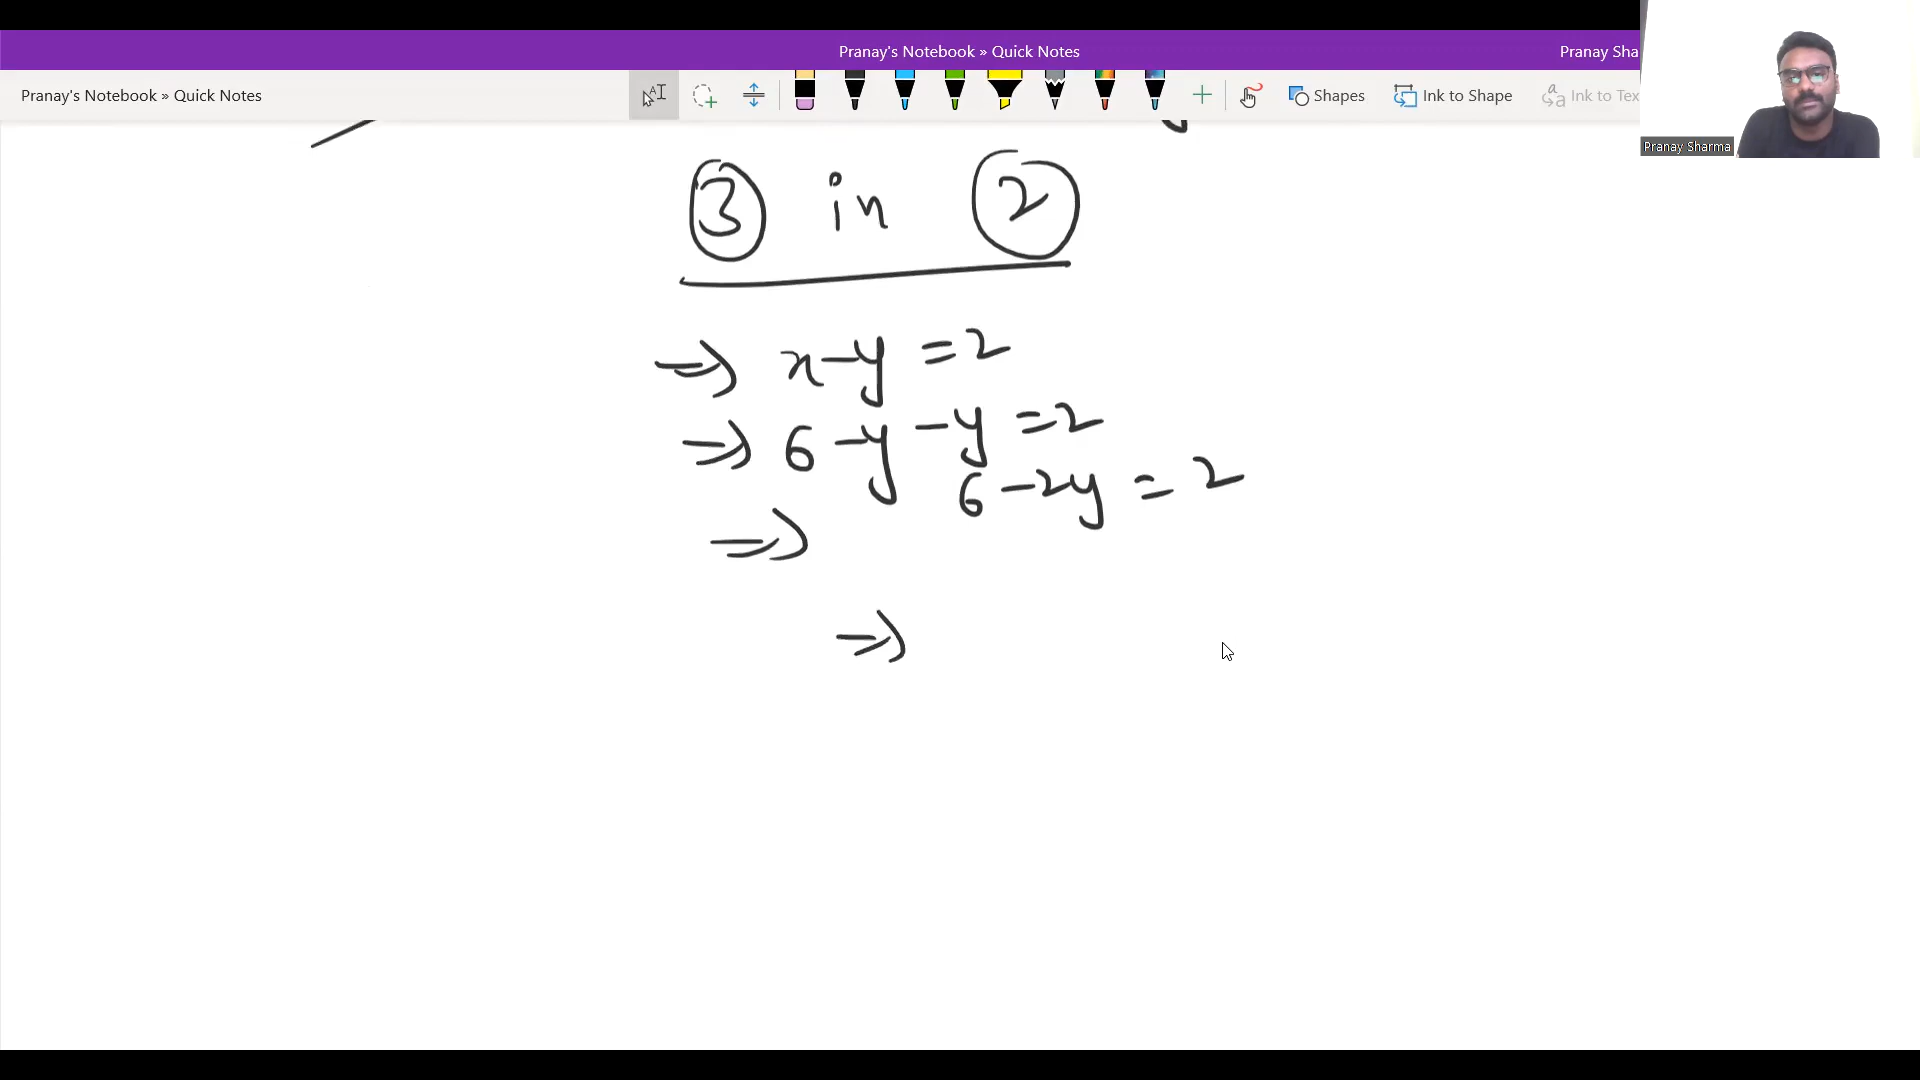 Pranay's Notebook » Quick Notes
Pranay Sha
Pranay's Notebook » Quick Notes
Shapes
Ink to Shape
Ink to Tex
Pranay Sharma
③ in ②
⇒ x-y = 2
⇒ 6-y-y = 2
6-2y = 2
⇒
⇒